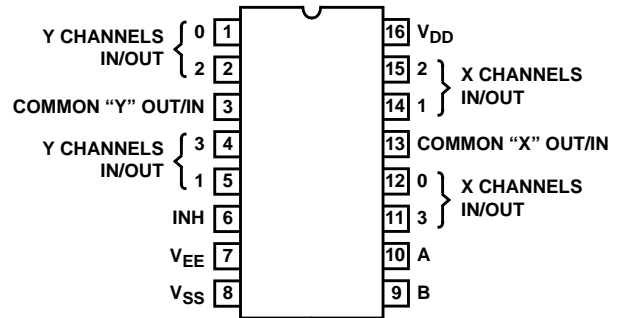 Y CHANNELS IN/OUT 0 1
2 2
COMMON “Y” OUT/IN 3
Y CHANNELS IN/OUT 3 4
1 5
INH 6
VEE 7
VSS 8
16 VDD
15 2 X CHANNELS IN/OUT
14 1
13 COMMON “X” OUT/IN
12 0 X CHANNELS IN/OUT
11 3
10 A
9 B